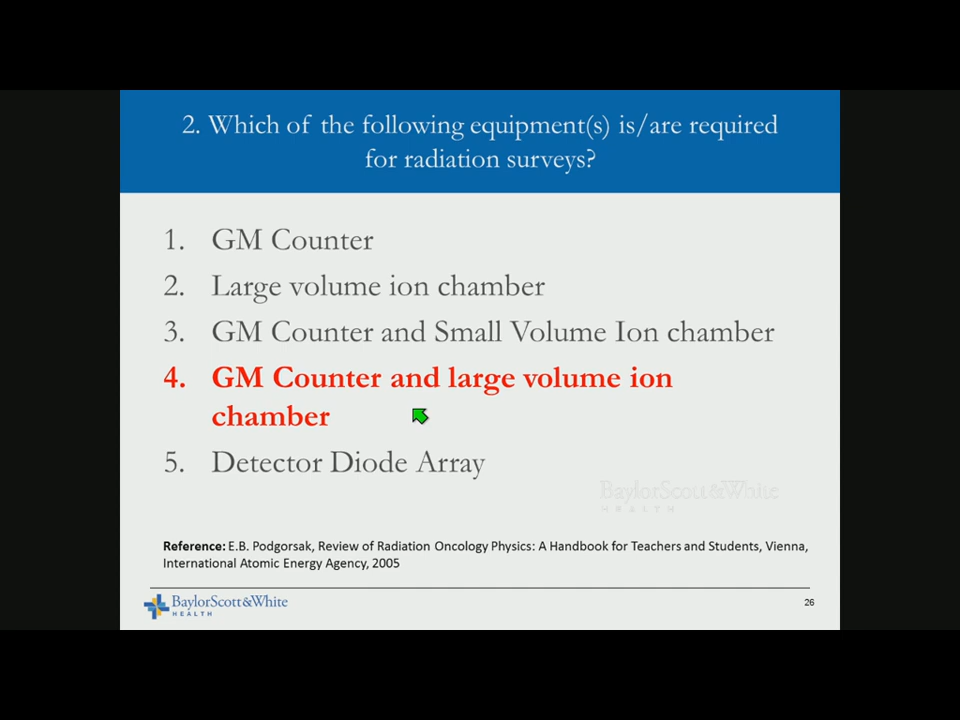 2. Which of the following equipment(s) is/are required
for radiation surveys?
1. GM Counter
2. Large volume ion chamber
3. GM Counter and Small Volume Ion chamber
4. GM Counter and large volume ion
chamber
5. Detector Diode Array
BaylorScott&White
HEALTH
Reference: E.B. Podgorsak, Review of Radiation Oncology Physics: A Handbook for Teachers and Students, Vienna,
International Atomic Energy Agency, 2005
BaylorScott&White
HEALTH
26